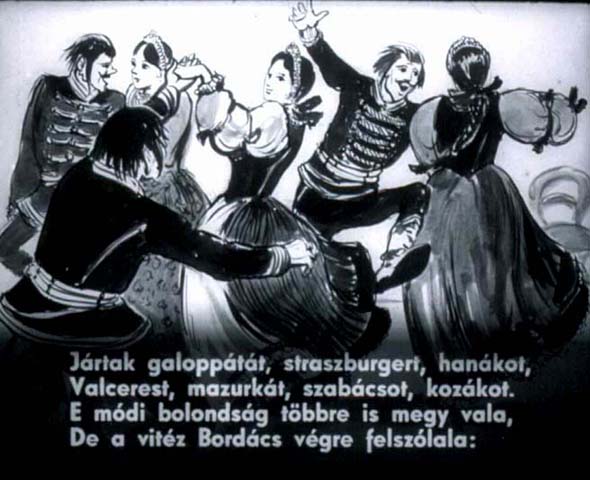 Jártak galoppátát, straszburgert, hanákot,
Valcerest, mazurkát, szabácsot, kozákot.
E módi bolondság többre is megy vala,
De a vitéz Bordács végre felszólala: